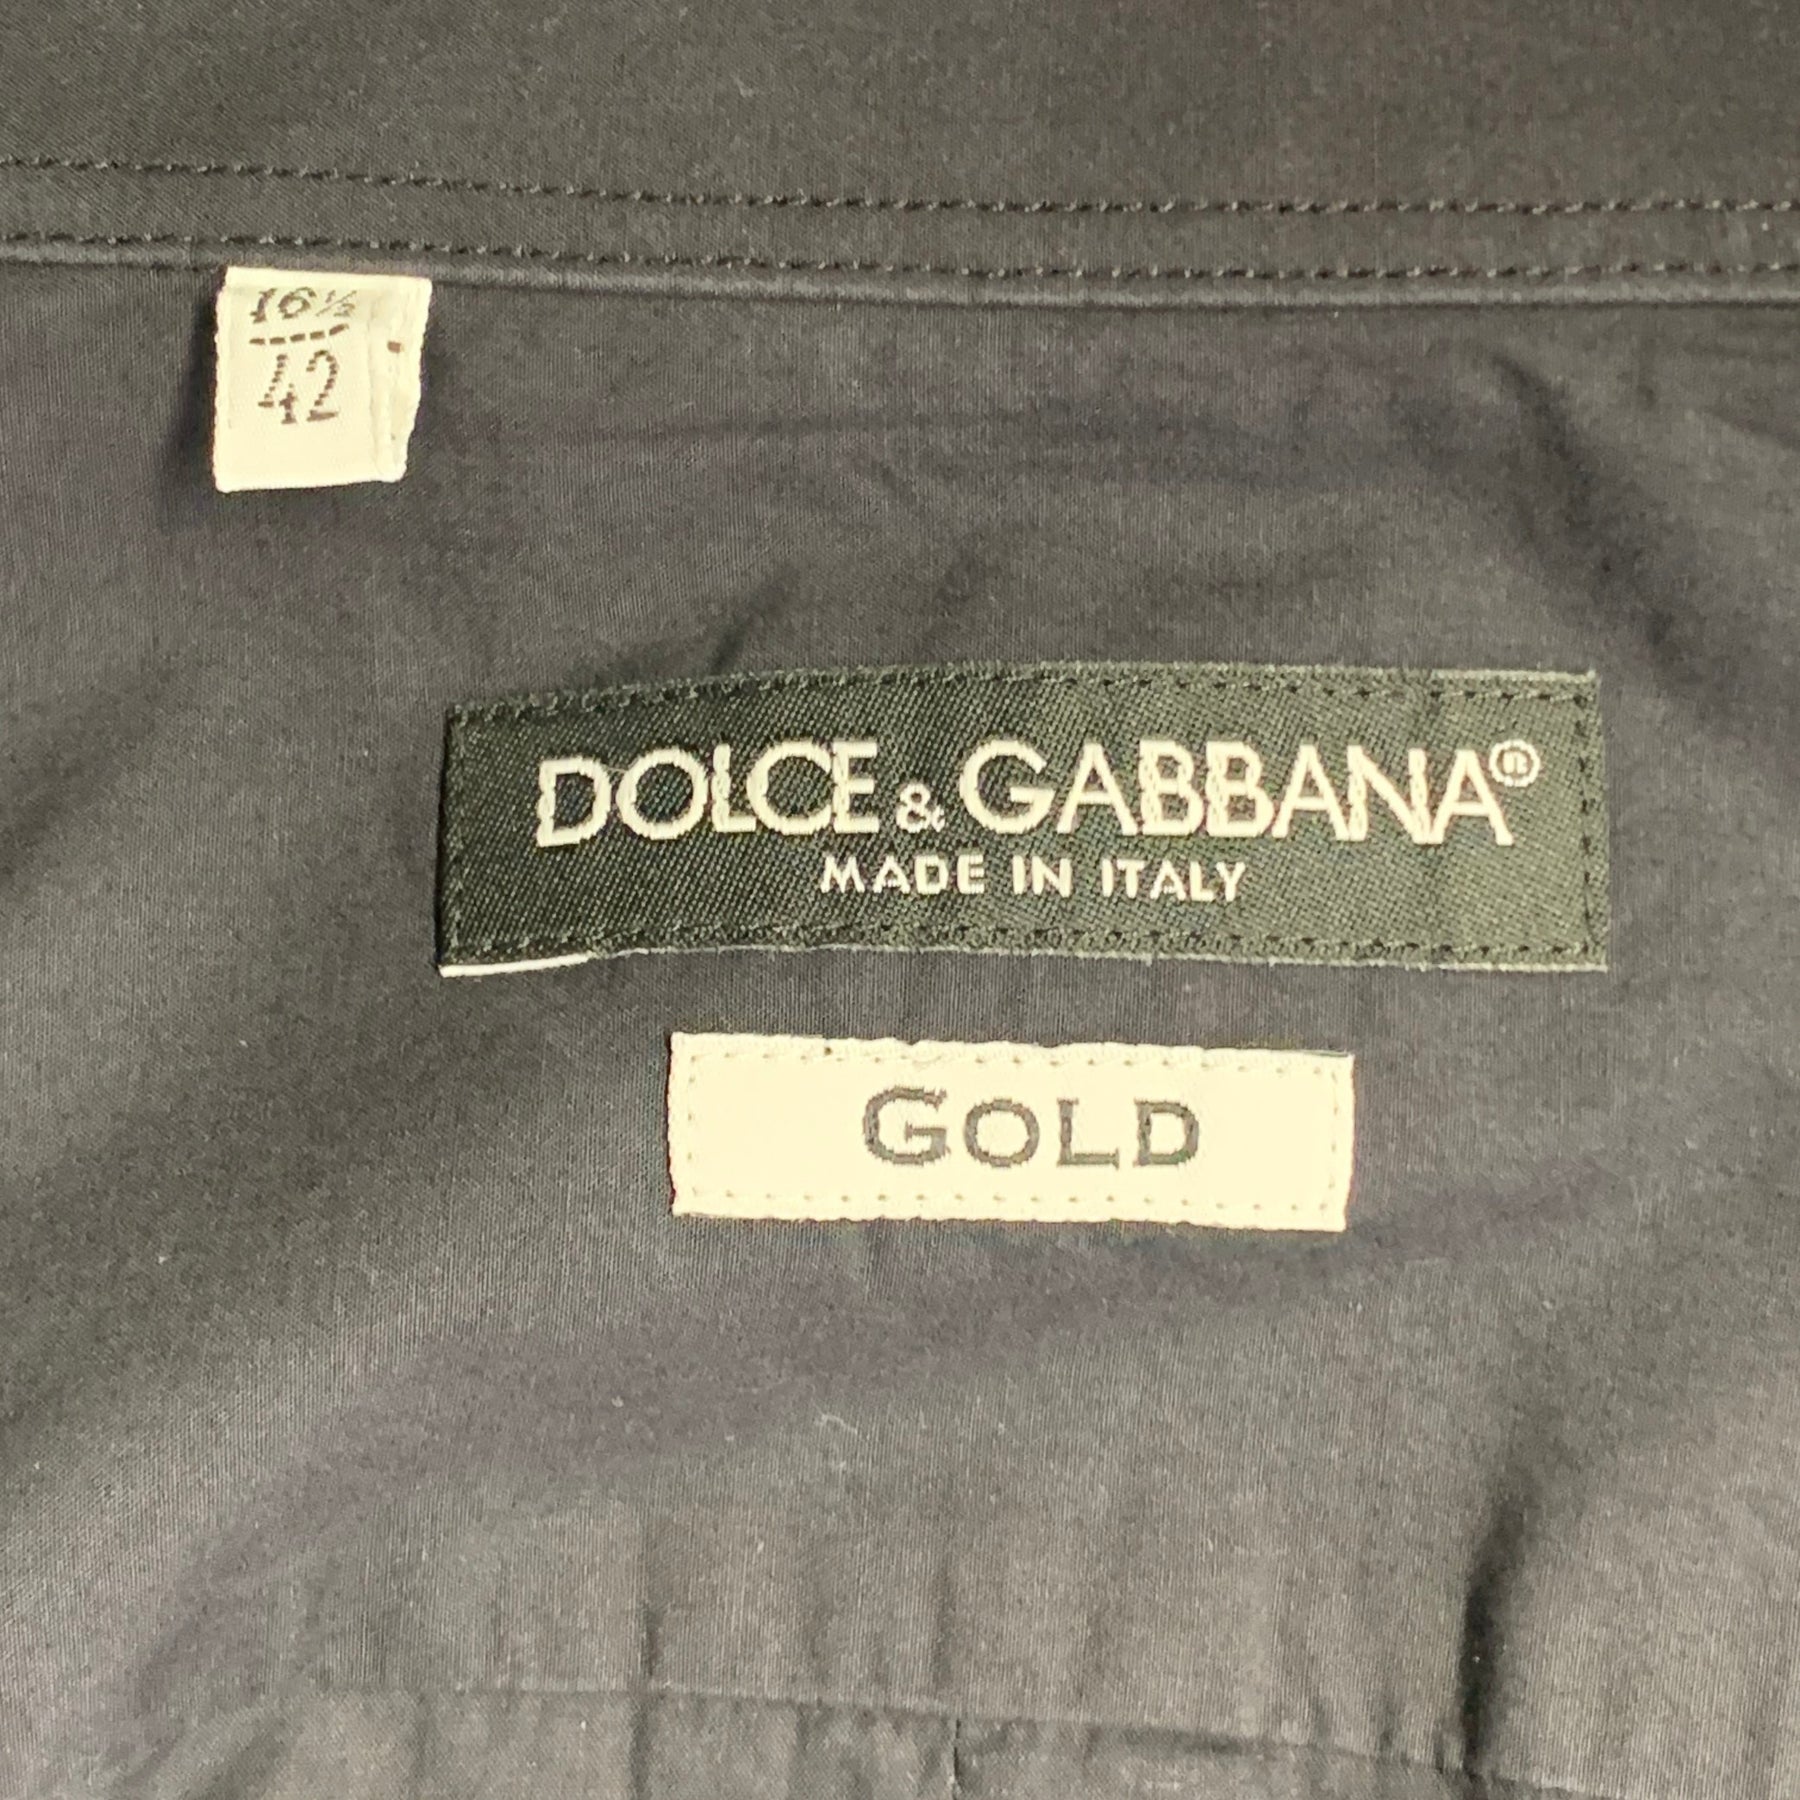 16½
42
DOLCE & GABBANA®
MADE IN ITALY
GOLD